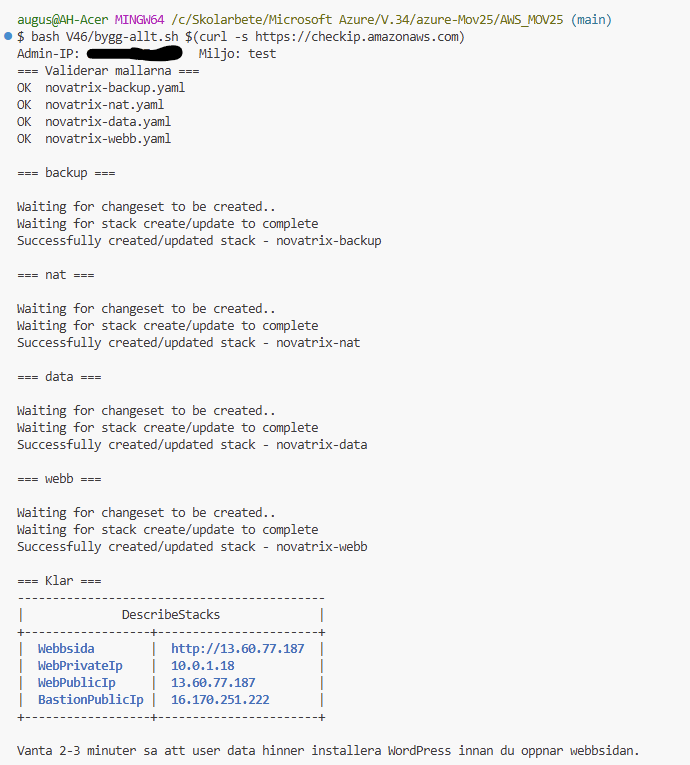 augus@AH-Acer MINGW64 /c/Skolarbete/Microsoft Azure/V.34/azure-Mov25/AWS_MOV25 (main)
$ bash V46/bygg-allt.sh $(curl -s https://checkip.amazonaws.com)
Admin-IP: Miljo: test
=== Validerar mallarna ===
OK  novatrix-backup.yaml
OK  novatrix-nat.yaml
OK  novatrix-data.yaml
OK  novatrix-webb.yaml

=== backup ===

Waiting for changeset to be created..
Waiting for stack create/update to complete
Successfully created/updated stack - novatrix-backup

=== nat ===

Waiting for changeset to be created..
Waiting for stack create/update to complete
Successfully created/updated stack - novatrix-nat

=== data ===

Waiting for changeset to be created..
Waiting for stack create/update to complete
Successfully created/updated stack - novatrix-data

=== webb ===

Waiting for changeset to be created..
Waiting for stack create/update to complete
Successfully created/updated stack - novatrix-webb

=== Klar ===
--------------------------------------------
|              DescribeStacks              |
+------------------+-----------------------+
|  Webbsida        |  http://13.60.77.187  |
|  WebPrivateIp    |  10.0.1.18            |
|  WebPublicIp     |  13.60.77.187         |
|  BastionPublicIp |  16.170.251.222       |
+------------------+-----------------------+

Vanta 2-3 minuter sa att user data hinner installera WordPress innan du oppnar webbsidan.